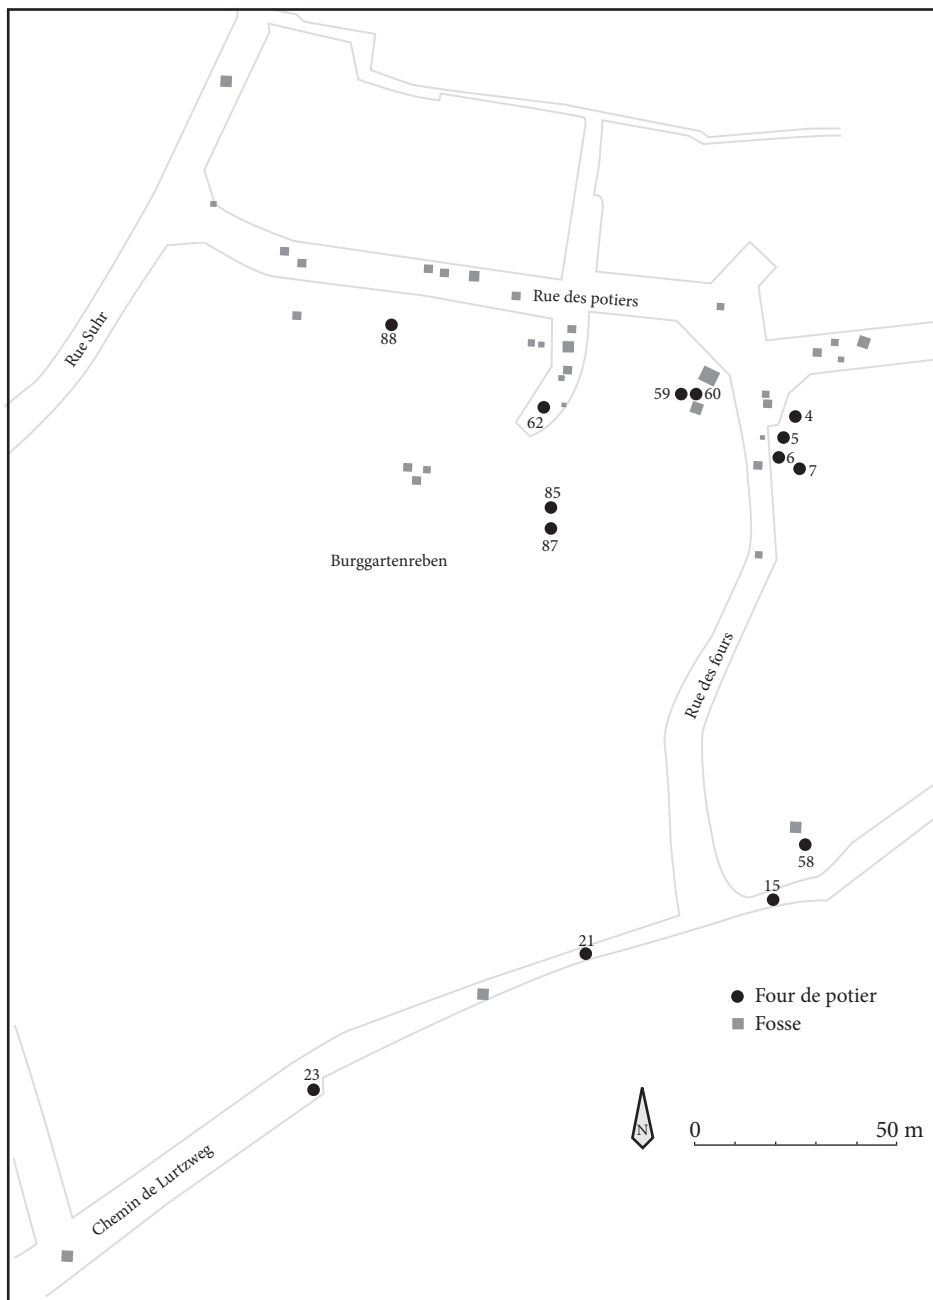 Rue des potiers
Rue Suhr
88
59
60
4
62
5
6
7
85
87
Burggartenreben
Rue des fours
58
15
21
Four de potier
Fosse
23
N
0
50 m
Chemin de Lurtzweg